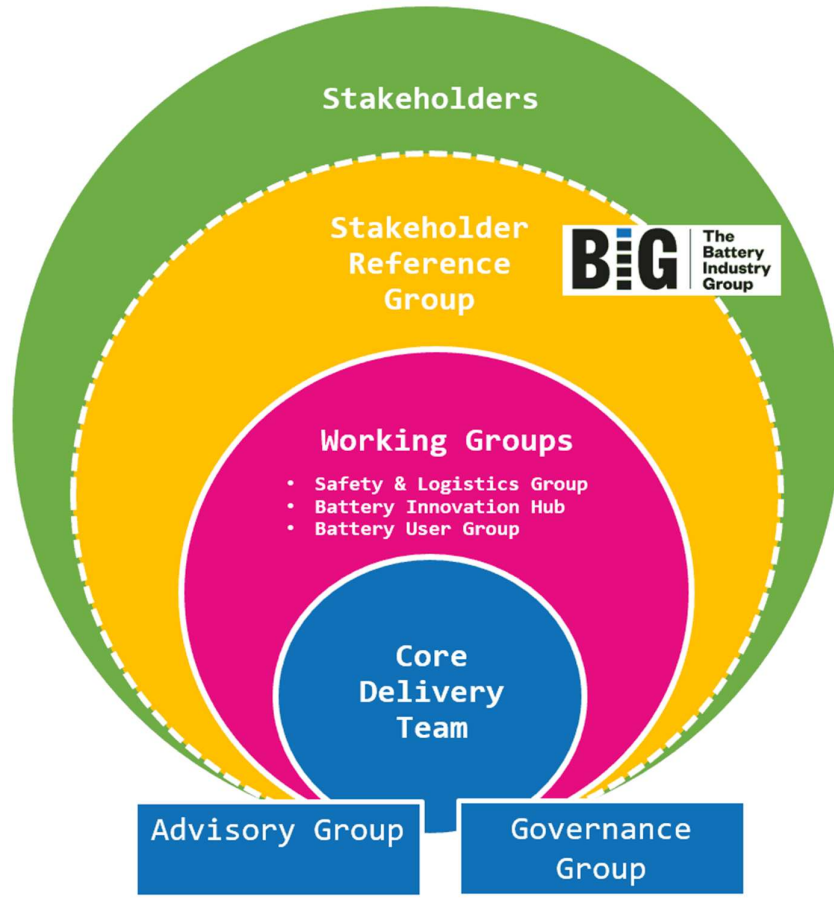 Stakeholders
Stakeholder
Reference
Group
BiG
The
Battery
Industry
Group
Working Groups
• Safety & Logistics Group
• Battery Innovation Hub
• Battery User Group
Core
Delivery
Team
Advisory Group
Governance
Group